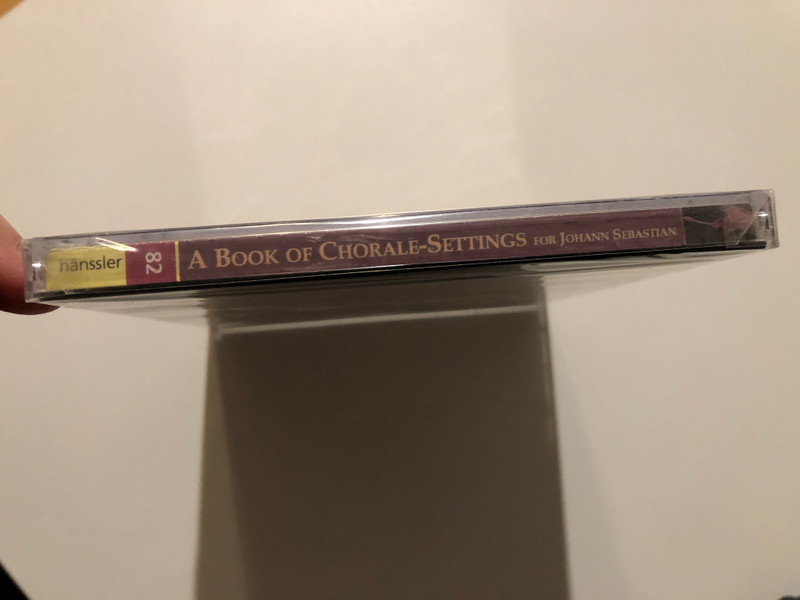 hänssler
82
A BOOK OF CHORALE-SETTINGS FOR JOHANN SEBASTIAN